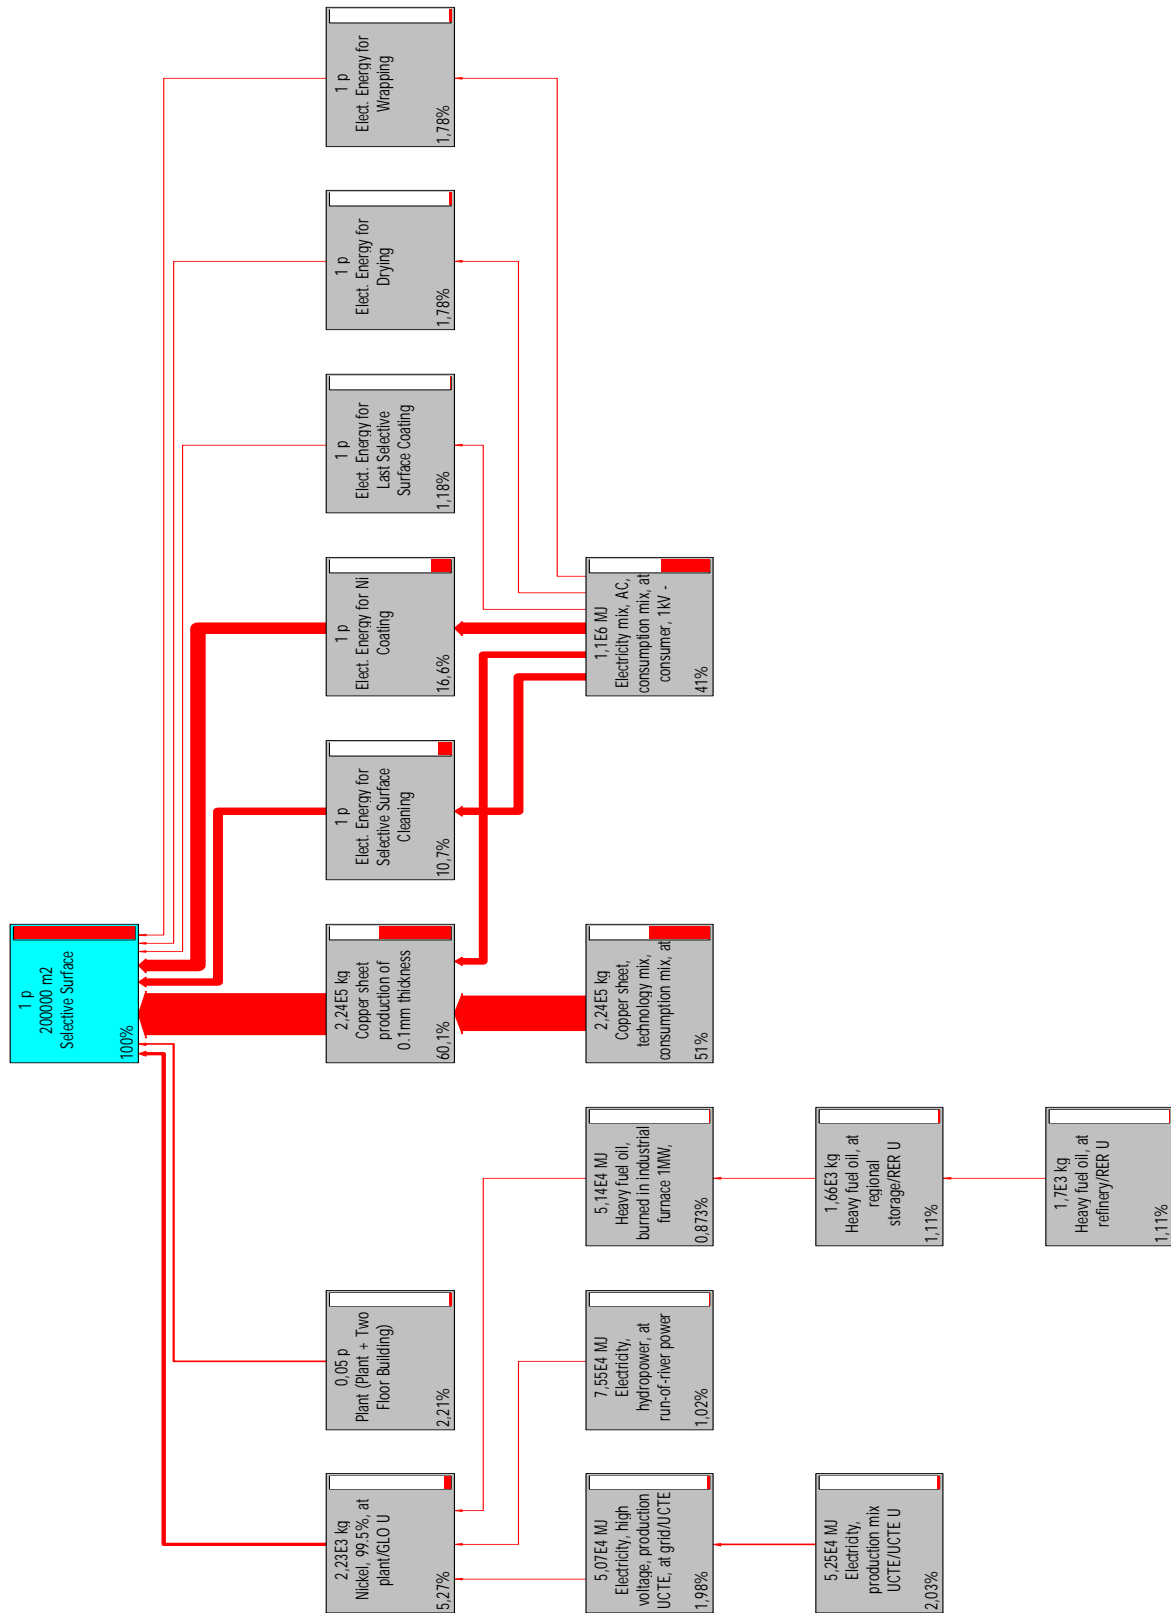 1 p
200000 m2
Selective Surface
100%
2,23E3 kg
Nickel, 99.5%, at
plant/GLO U
5,27%
0,05 p
Plant (Plant + Two
Floor Building)
2,21%
2,24E5 kg
Copper sheet
production of
0.1mm thickness
60,1%
1 p
Elect. Energy for
Selective Surface
Cleaning
10,7%
1 p
Elect. Energy for Ni
Coating
16,6%
1 p
Elect. Energy for
Last Selective
Surface Coating
1,18%
1 p
Elect. Energy for
Drying
1,78%
1 p
Elect. Energy for
Wrapping
1,78%
5,07E4 MJ
Electricity, high
voltage, production
UCTE, at grid/UCTE
1,98%
7,55E4 MJ
Electricity,
hydropower, at
run-of-river power
1,02%
5,14E4 MJ
Heavy fuel oil,
burned in industrial
furnace 1MW,
0,873%
2,24E5 kg
Copper sheet,
technology mix,
consumption mix, at
51%
1,1E6 MJ
Electricity mix, AC,
consumption mix, at
consumer, 1kV -
41%
5,25E4 MJ
Electricity,
production mix
UCTE/UCTE U
2,03%
1,66E3 kg
Heavy fuel oil, at
regional
storage/RER U
1,11%
1,7E3 kg
Heavy fuel oil, at
refinery/RER U
1,11%